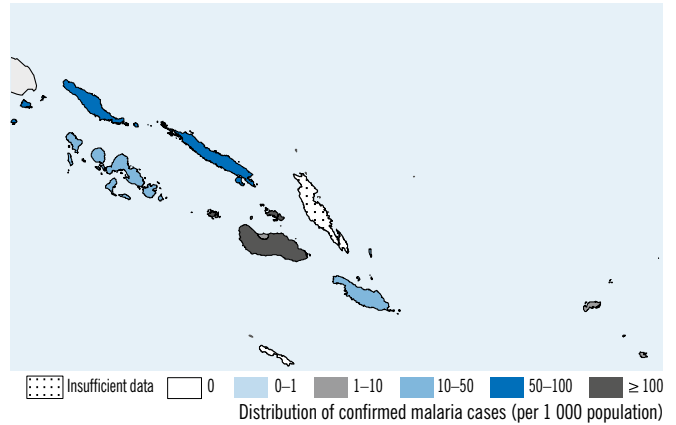 Insufficient data 0 0–1 1–10 10–50 50–100 ≥ 100
Distribution of confirmed malaria cases (per 1 000 population)